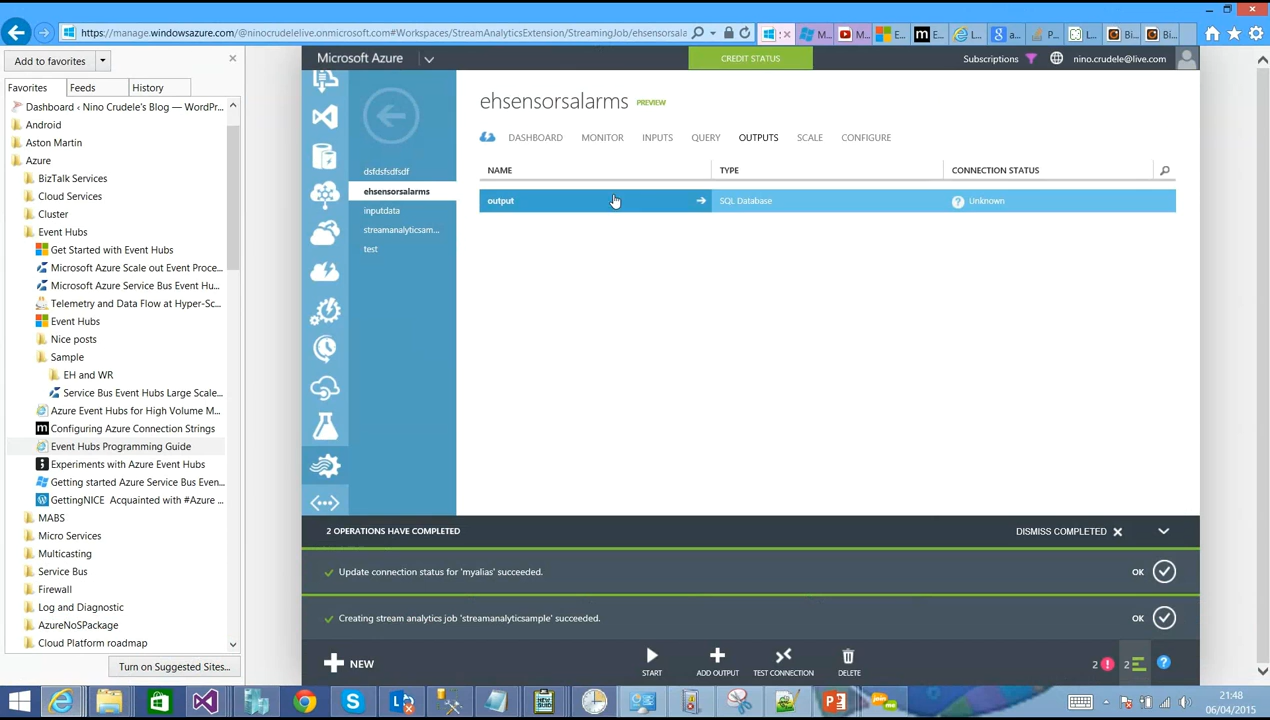 https://manage.windowsazure.com/@ninocrudelelive.onmicrosoft.com#Workspaces/StreamAnalyticsExtension/StreamingJob/ehsensorsala
M...
M...
E...
E...
L...
a...
P...
L...
Bi...
Bi...
Add to favorites
Favorites
Feeds
History
Dashboard ‹ Nino Crudele's Blog — WordPr...
Android
Aston Martin
Azure
BizTalk Services
Cloud Services
Cluster
Event Hubs
Get Started with Event Hubs
Microsoft Azure Scale out Event Proce...
Microsoft Azure Service Bus Event Hu...
Telemetry and Data Flow at Hyper-Sc...
Event Hubs
Nice posts
Sample
EH and WR
Service Bus Event Hubs Large Scale...
Azure Event Hubs for High Volume M...
Configuring Azure Connection Strings
Event Hubs Programming Guide
Experiments with Azure Event Hubs
Getting started Azure Service Bus Even...
GettingNICE Acquainted with #Azure ...
MABS
Micro Services
Multicasting
Service Bus
Firewall
Log and Diagnostic
AzureNoSPackage
Cloud Platform roadmap
Turn on Suggested Sites...
Microsoft Azure
CREDIT STATUS
Subscriptions
nino.crudele@live.com
dsfdsfsdfsdf
ehsensorsalarms
inputdata
streamanalyticsam...
test
ehsensorsalarms PREVIEW
DASHBOARD MONITOR INPUTS QUERY OUTPUTS SCALE CONFIGURE
NAME TYPE CONNECTION STATUS
output SQL Database Unknown
2 OPERATIONS HAVE COMPLETED
DISMISS COMPLETED
Update connection status for 'myalias' succeeded.
OK
Creating stream analytics job 'streamanalyticsample' succeeded.
OK
NEW
START
ADD OUTPUT
TEST CONNECTION
DELETE
2
2
21:48
06/04/2015